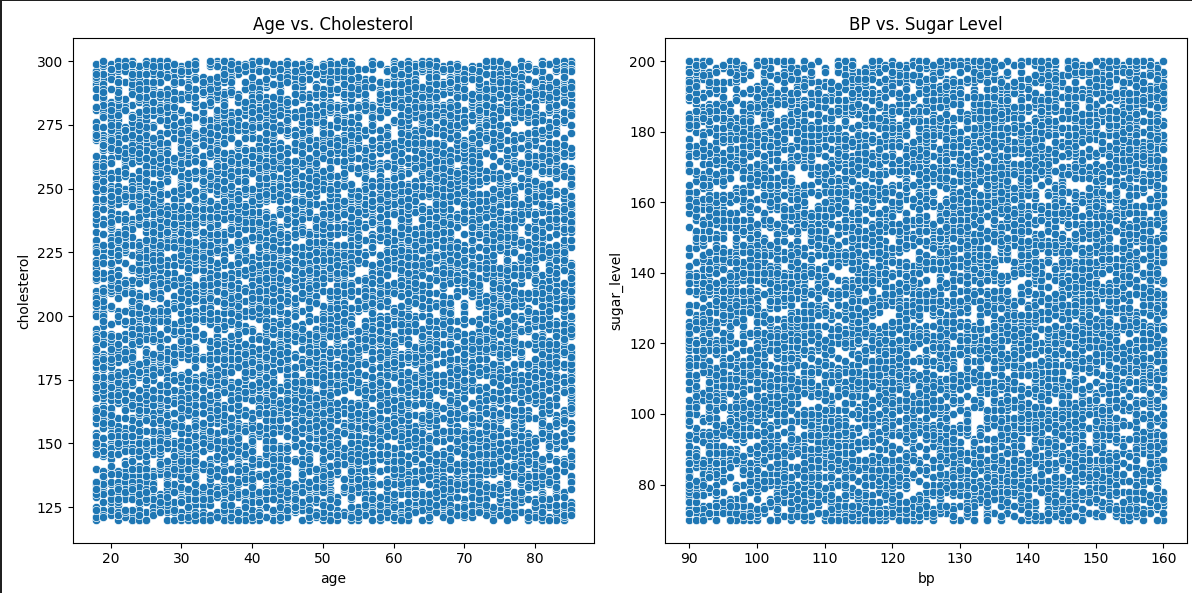 Age vs. Cholesterol
300
275
250
225
200
175
150
125
cholesterol
20 30 40 50 60 70 80
age
BP vs. Sugar Level
200
180
160
140
120
100
80
sugar_level
90 100 110 120 130 140 150 160
bp